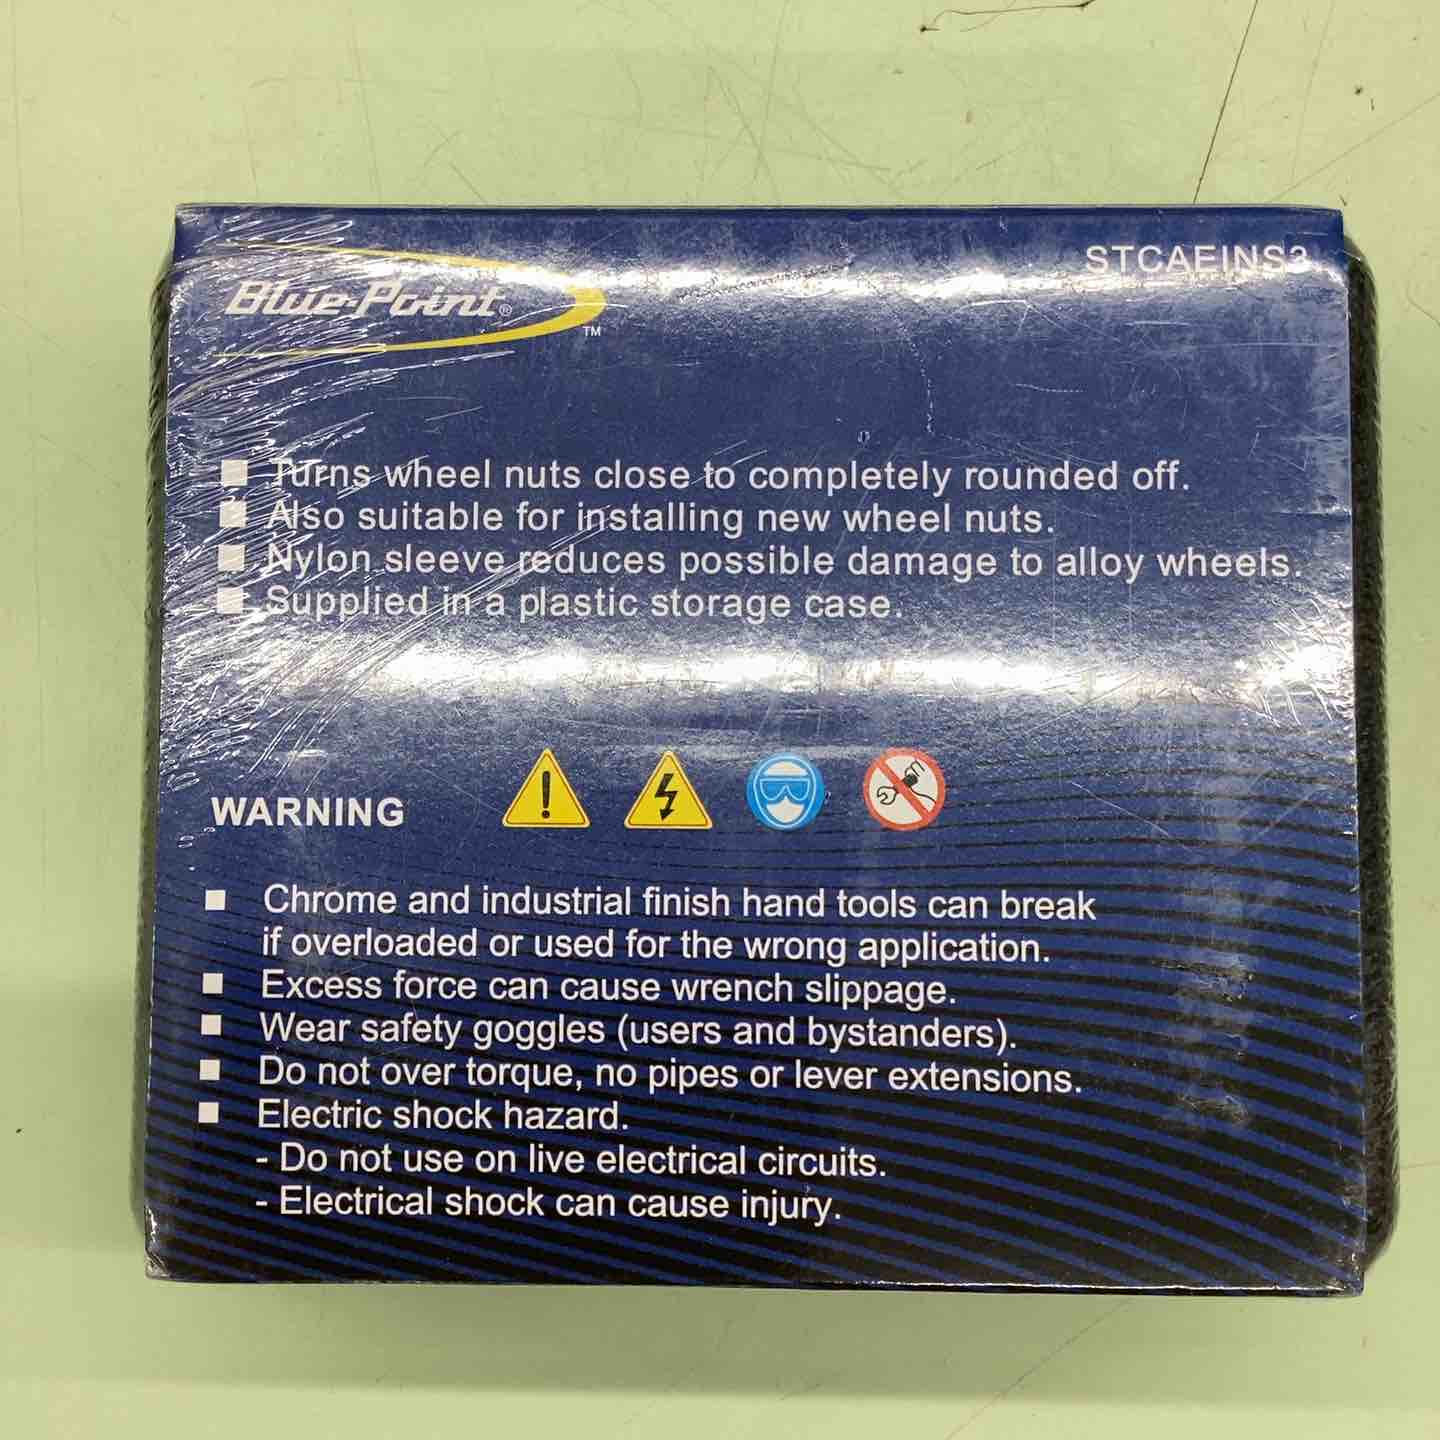 Blue-Point®
TM
STCAEINS3
Turns wheel nuts close to completely rounded off.
Also suitable for installing new wheel nuts.
Nylon sleeve reduces possible damage to alloy wheels.
Supplied in a plastic storage case.
WARNING
Chrome and industrial finish hand tools can break
if overloaded or used for the wrong application.
Excess force can cause wrench slippage.
Wear safety goggles (users and bystanders).
Do not over torque, no pipes or lever extensions.
Electric shock hazard.
- Do not use on live electrical circuits.
- Electrical shock can cause injury.